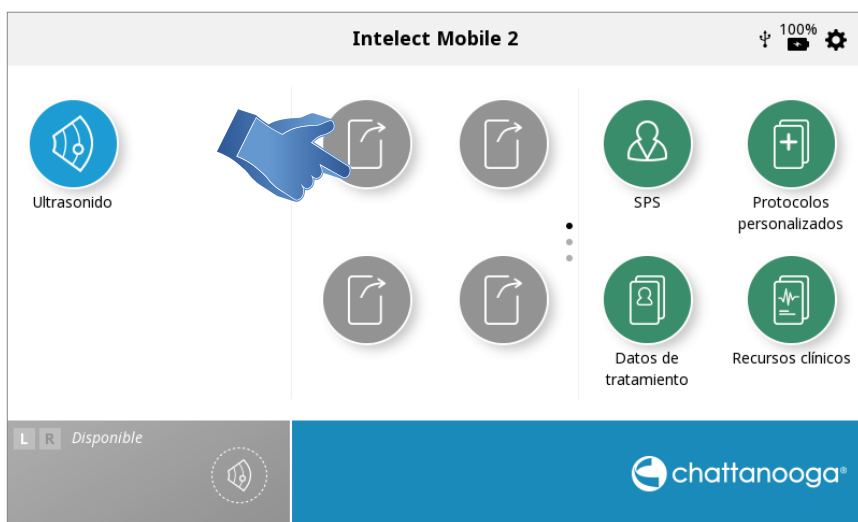 Intelect Mobile 2
100%
Ultrasonido
SPS
Protocolos
personalizados
Datos de
tratamiento
Recursos clínicos
L R Disponible
chattanooga®